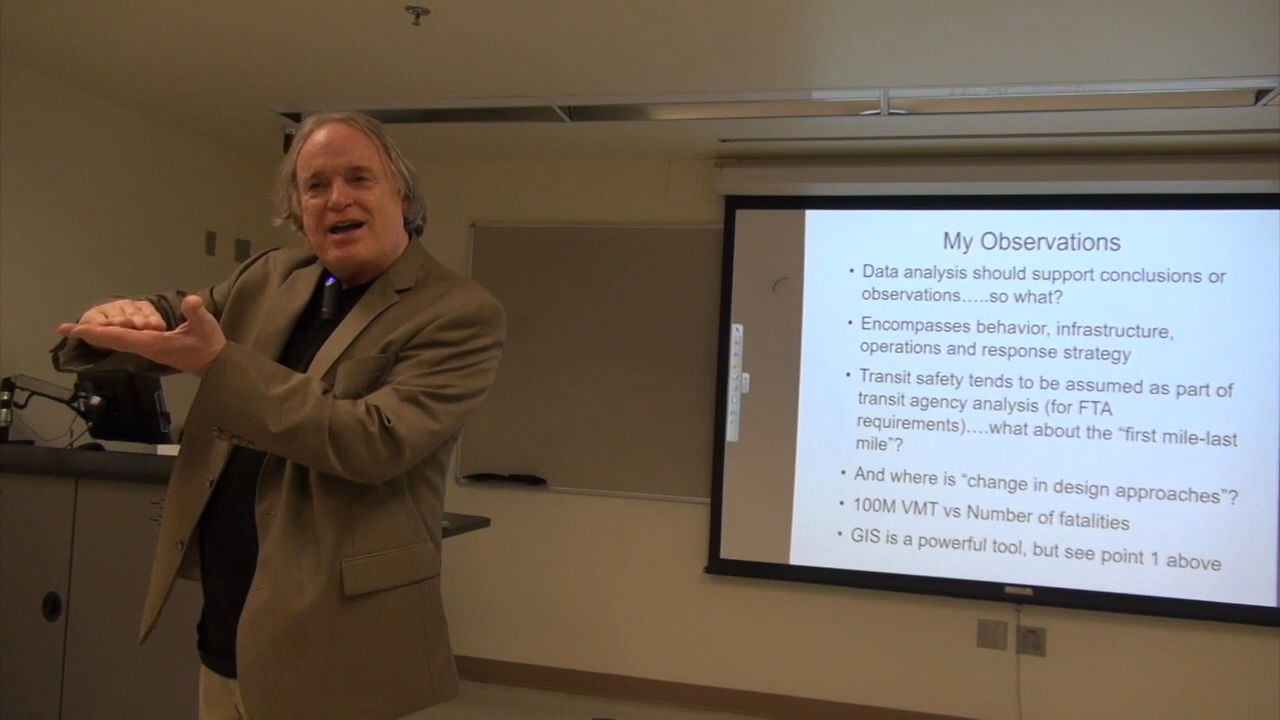 My Observations
• Data analysis should support conclusions or
observations…..so what?
• Encompasses behavior, infrastructure,
operations and response strategy
• Transit safety tends to be assumed as part of
transit agency analysis (for FTA
requirements)….what about the “first mile-last
mile”?
• And where is “change in design approaches”?
• 100M VMT vs Number of fatalities
• GIS is a powerful tool, but see point 1 above